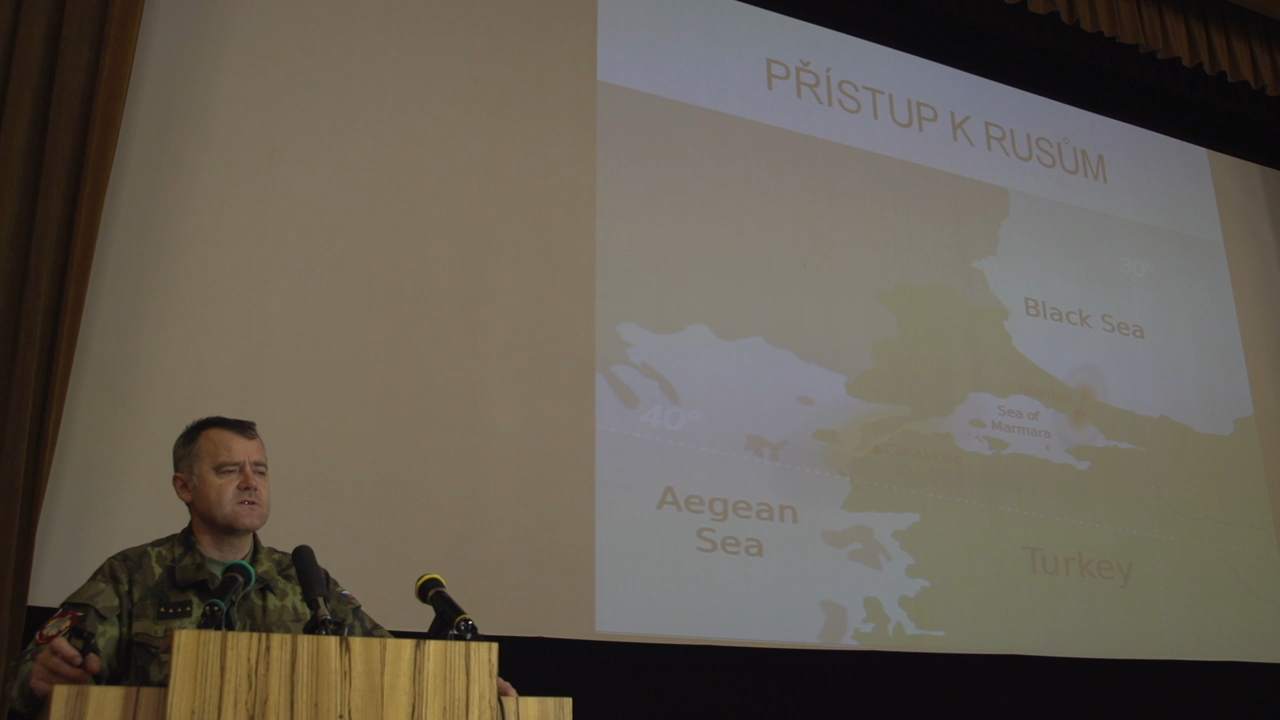 PŘÍSTUP K RUSŮM
30°
Black Sea
Sea of
Marmara
40°
Aegean
Sea
Turkey